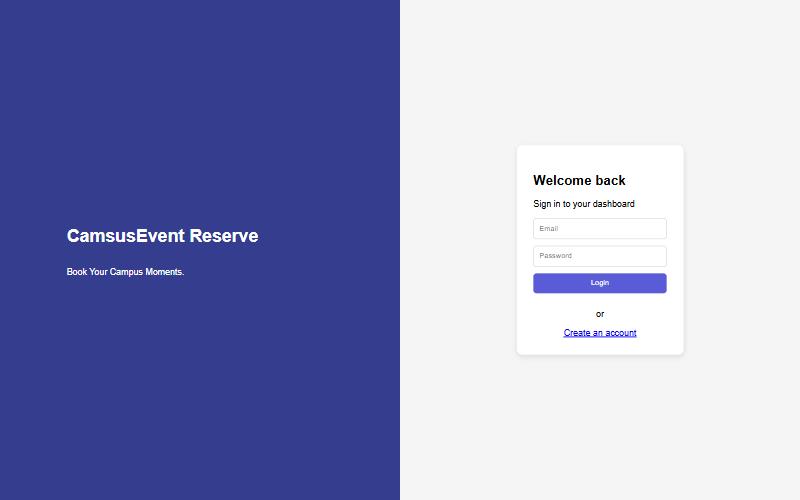 CamsusEvent Reserve
Book Your Campus Moments.
Welcome back
Sign in to your dashboard
Email
Password
Login
or
Create an account